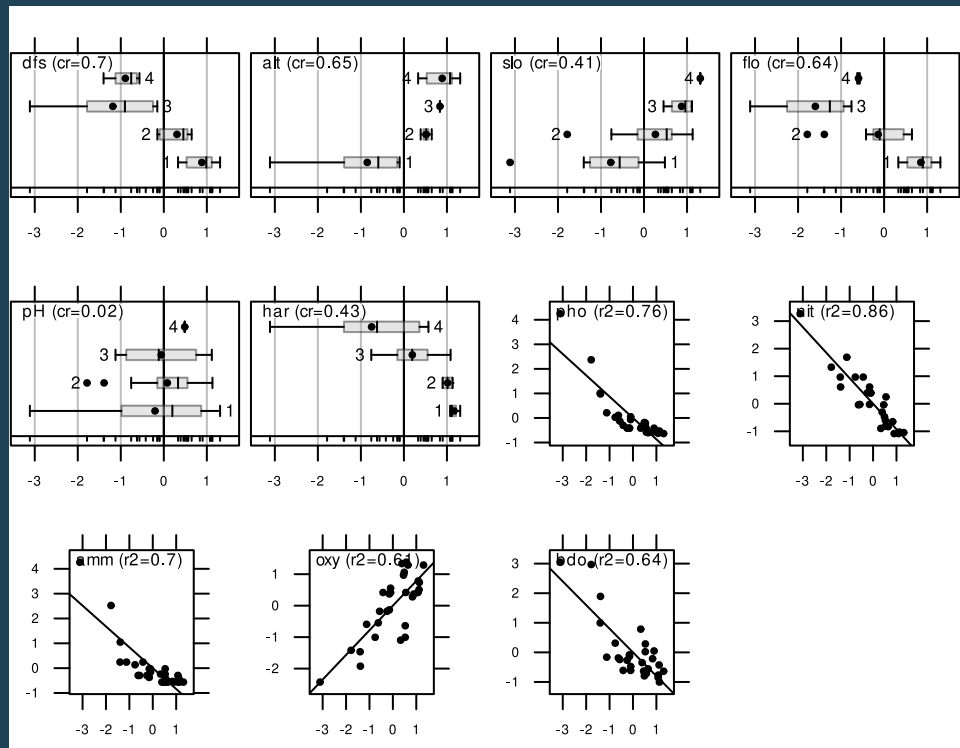 dfs (cr=0.7)
4
3
2
1
-3 -2 -1 0 1
alt (cr=0.65)
4
3
2
1
-3 -2 -1 0 1
slo (cr=0.41)
4
3
2
1
-3 -2 -1 0 1
flo (cr=0.64)
4
3
2
1
-3 -2 -1 0 1
pH (cr=0.02)
4
3
2
1
-3 -2 -1 0 1
har (cr=0.43)
4
3
2
1
-3 -2 -1 0 1
pho (r2=0.76)
4
3
2
1
0
-1
-3 -2 -1 0 1
nit (r2=0.86)
3
2
1
0
-1
-3 -2 -1 0 1
amm (r2=0.7)
4
3
2
1
0
-1
-3 -2 -1 0 1
oxy (r2=0.61)
1
0
-1
-2
-3 -2 -1 0 1
bdo (r2=0.64)
3
2
1
0
-1
-3 -2 -1 0 1